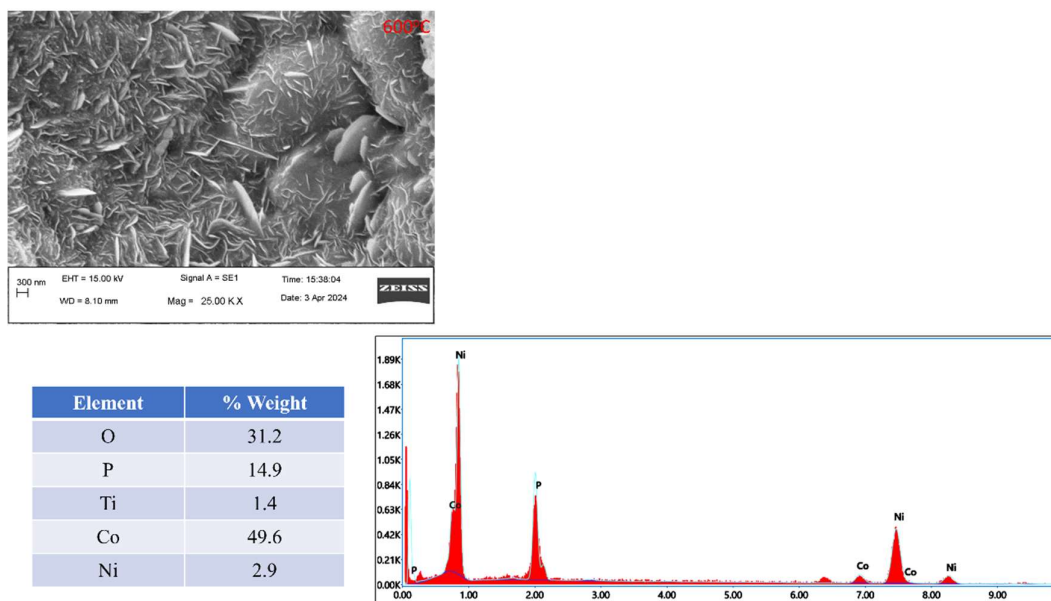 600°C
300 nm
EHT = 15.00 kV
Signal A = SE1
Time: 15:38:04
WD = 8.10 mm
Mag = 25.00 K X
Date: 3 Apr 2024
ZEISS
Element % Weight
O 31.2
P 14.9
Ti 1.4
Co 49.6
Ni 2.9
1.89K
1.68K
1.47K
1.26K
1.05K
0.84K
0.63K
0.42K
0.21K
0.00K
Ni
Co
P
P
Ni
Co
Co
Ni
0.00 1.00 2.00 3.00 4.00 5.00 6.00 7.00 8.00 9.00